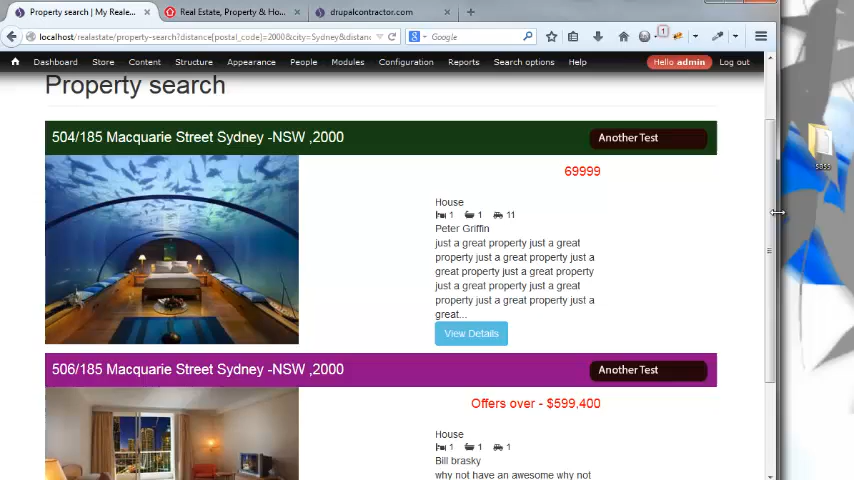 Property search | My Reale...
Real Estate, Property & Ho...
drupalcontractor.com
localhost/realastate/property-search?distance[postal_code]=2000&city=Sydney&distanc
Google
1
Dashboard Store Content Structure Appearance People Modules Configuration Reports Search options Help Hello admin Log out
Property search
504/185 Macquarie Street Sydney -NSW ,2000
Another Test
69999
House
1 1 11
Peter Griffin
just a great property just a great
property just a great property just a
great property just a great property
just a great property just a great
property just a great property just a
great...
View Details
506/185 Macquarie Street Sydney -NSW ,2000
Another Test
Offers over - $599,400
House
1 1 1
Bill brasky
why not have an awesome why not